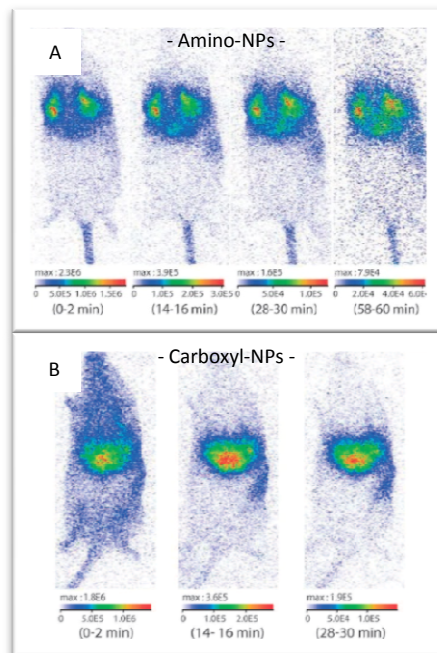 A
- Amino-NPs -
max : 2.3E6 max : 3.9E5 max : 1.6E5 max : 7.9E4
0 5.0E5 1.0E6 1.5E6 0 1.0E5 2.0E5 3.0E5 0 5.0E4 1.0E5 0 2.0E4 4.0E4 6.0E4
(0-2 min) (14-16 min) (28-30 min) (58-60 min)
B
- Carboxyl-NPs -
max : 1.8E6 max : 3.6E5 max : 1.9E5
0 5.0E5 1.0E6 0 1.0E5 2.0E5 0 5.0E4 1.0E5
(0-2 min) (14- 16 min) (28-30 min)